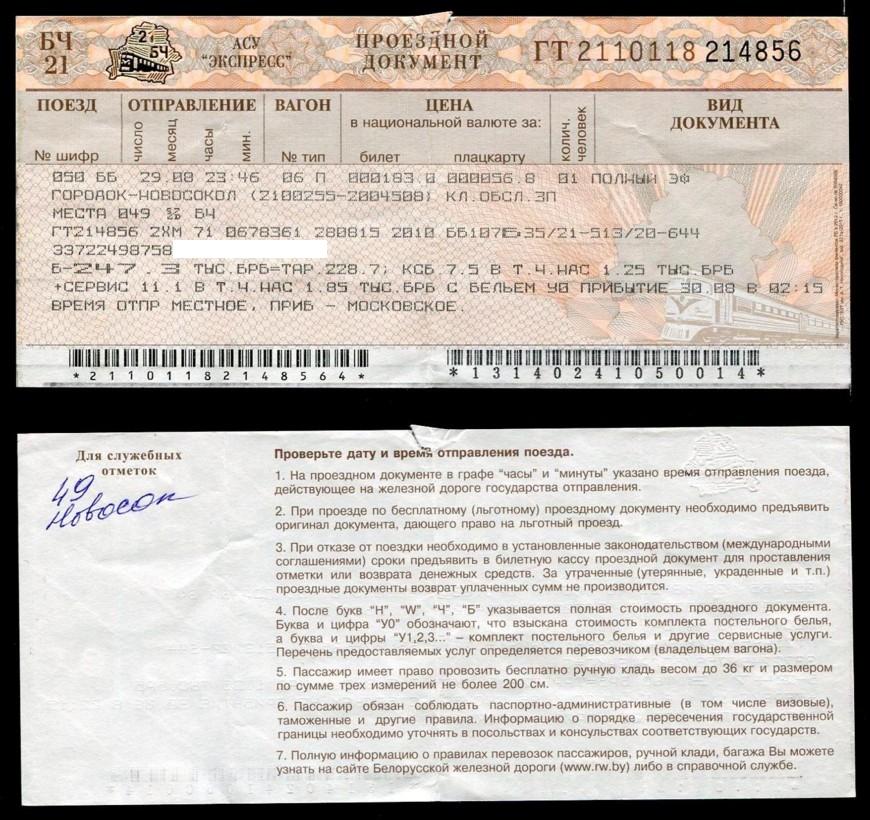 БЧ
21
21
БЧ
АСУ
"ЭКСПРЕСС"
ПРОЕЗДНОЙ
ДОКУМЕНТ
ГТ 2110118 214856
ПОЕЗД
ОТПРАВЛЕНИЕ
ВАГОН
ЦЕНА
ВИД
ДОКУМЕНТА
в национальной валюте за:
число
месяц
часы
мин.
колич.
человек
№ шифр
№ тип
билет
плацкарту
050 ББ 29.08 23:46 06 П 000183.0 000056.8 01 ПОЛНЫЙ ЭФ
ГОРОДОК-НОВОСОКОЛ (2100255-2004508) КЛ.ОБСЛ.3П
МЕСТА 049 БЧ
ГТ214856 2ХМ 71 0678361 280815 2010 ББ107 .35/21-513/20-644
33722498758
Б-247.3 ТЫС.БРБ=ТАР.228.7; КСБ.7.5 В Т.Ч.НДС 1.25 ТЫС.БРБ
+СЕРВИС 11.1 В Т.Ч.НДС 1.85 ТЫС.БРБ С БЕЛЬЕМ У0 ПРИБЫТИЕ 30.08 В 02:15
ВРЕМЯ ОТПР МЕСТНОЕ, ПРИБ - МОСКОВСКОЕ.
*2110118214856 4*
*1314024105001 4*
Для служебных
отметок
49
Новосок
Проверьте дату и время отправления поезда.
1. На проездном документе в графе "часы" и "минуты" указано время отправления поезда,
действующее на железной дороге государства отправления.
2. При проезде по бесплатному (льготному) проездному документу необходимо предъявить
оригинал документа, дающего право на льготный проезд.
3. При отказе от поездки необходимо в установленные законодательством (международными
соглашениями) сроки предъявить в билетную кассу проездной документ для проставления
отметки или возврата денежных средств. За утраченные (утерянные, украденные и т.п.)
проездные документы возврат уплаченных сумм не производится.
4. После букв "Н", "W", "Ч", "Б" указывается полная стоимость проездного документа.
Буква и цифра "У0" обозначают, что взыскана стоимость комплекта постельного белья,
а буква и цифры "У1,2,3..." – комплект постельного белья и другие сервисные услуги.
Перечень предоставляемых услуг определяется перевозчиком (владельцем вагона).
5. Пассажир имеет право провозить бесплатно ручную кладь весом до 36 кг и размером
по сумме трех измерений не более 200 см.
6. Пассажир обязан соблюдать паспортно-административные (в том числе визовые),
таможенные и другие правила. Информацию о порядке пересечения государственной
границы необходимо уточнять в посольствах и консульствах соответствующих государств.
7. Полную информацию о правилах перевозок пассажиров, ручной клади, багажа Вы можете
узнать на сайте Белорусской железной дороги (www.rw.by) либо в справочной службе.